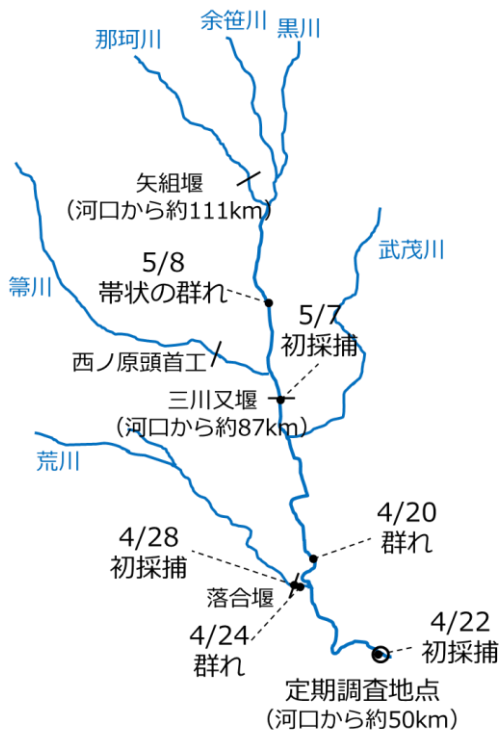 余笹川
黒川
那珂川
矢組堰
(河口から約111km)
武茂川
5/8
帯状の群れ
箒川
5/7
初採捕
西ノ原頭首工
三川又堰
(河口から約87km)
荒川
4/20
群れ
4/28
初採捕
落合堰
4/24
群れ
4/22
初採捕
定期調査地点
(河口から約50km)